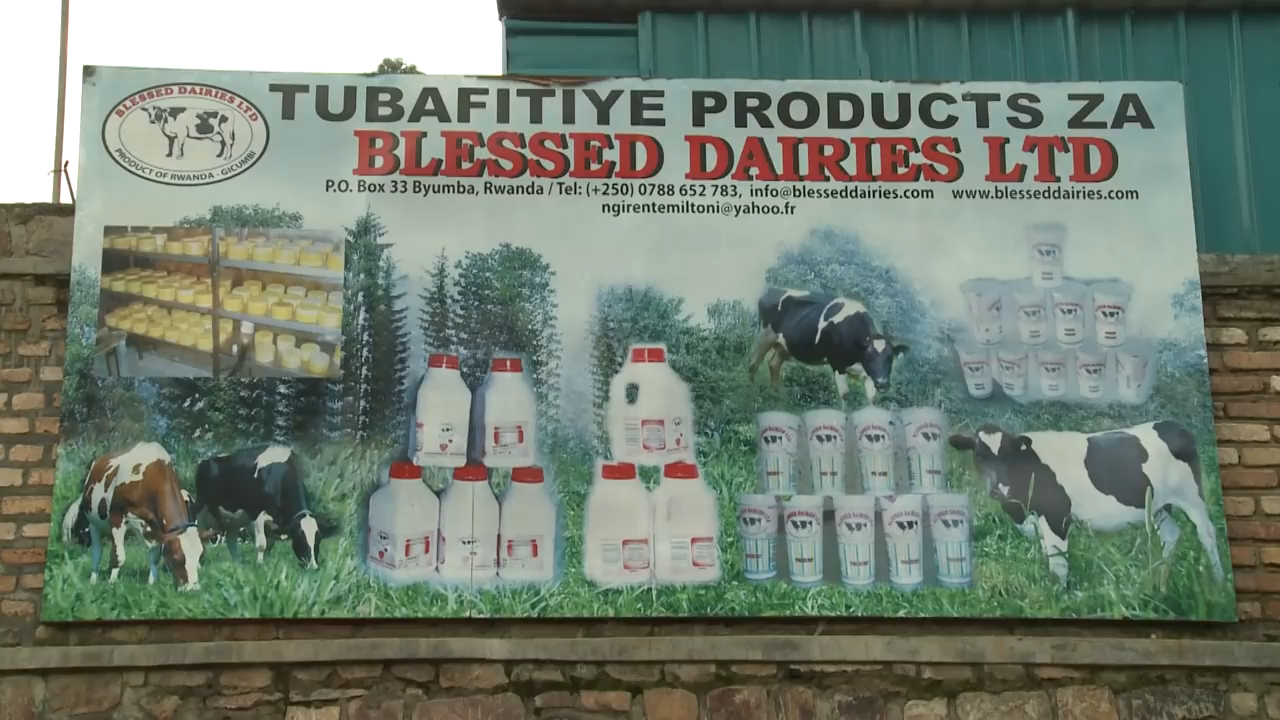 BLESSED DAIRIES LTD
PRODUCT OF RWANDA - GICUMBI
TUBAFITIYE PRODUCTS ZA
BLESSED DAIRIES LTD
P.O. Box 33 Byumba, Rwanda / Tel: (+250) 0788 652 783, info@blesseddairies.com www.blesseddairies.com
ngirentemiltoni@yahoo.fr